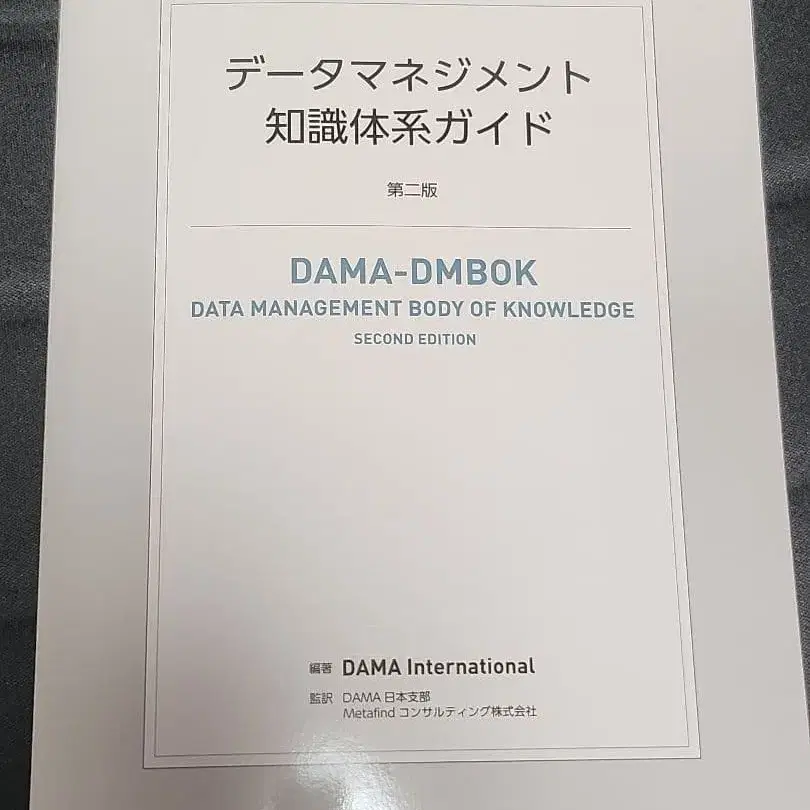 データマネジメント
知識体系ガイド
第二版
DAMA-DMBOK
DATA MANAGEMENT BODY OF KNOWLEDGE
SECOND EDITION
編著 DAMA International
監訳 DAMA 日本支部
Metafind コンサルティング株式会社